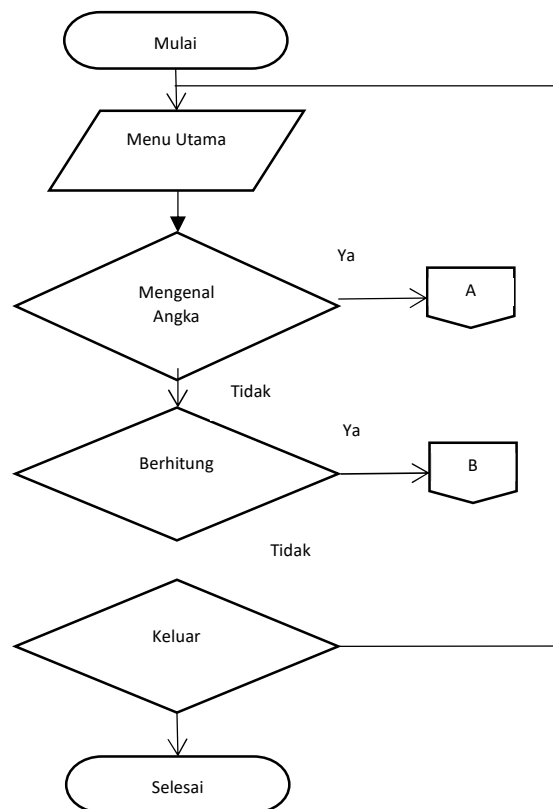 Mulai
Menu Utama
Ya
Mengenal
Angka
A
Tidak
Ya
Berhitung
B
Tidak
Keluar
Selesai